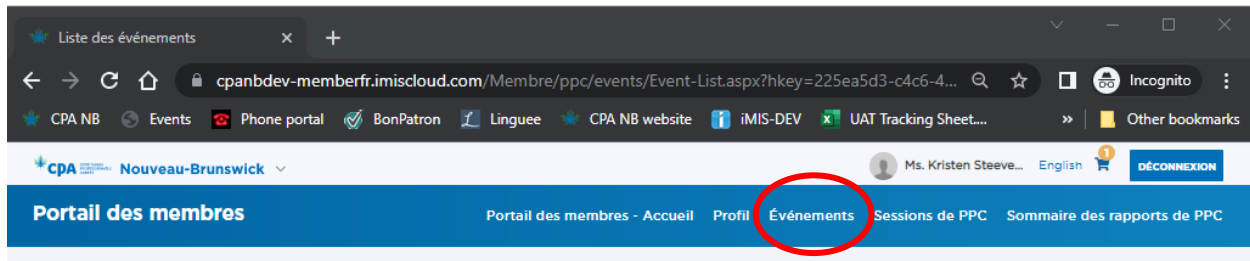 Liste des événements
cpanbdev-memberfr.imiscloud.com/Membre/ppc/events/Event-List.aspx?hkey=225ea5d3-c4c6-4... Incognito
CPA NB Events Phone portal BonPatron Linguee CPA NB website iMIS-DEV UAT Tracking Sheet.... » Other bookmarks
CPA Nouveau-Brunswick Ms. Kristen Steeve... English 1 DÉCONNEXION
Portail des membres Portail des membres - Accueil Profil Événements Sessions de PPC Sommaire des rapports de PPC